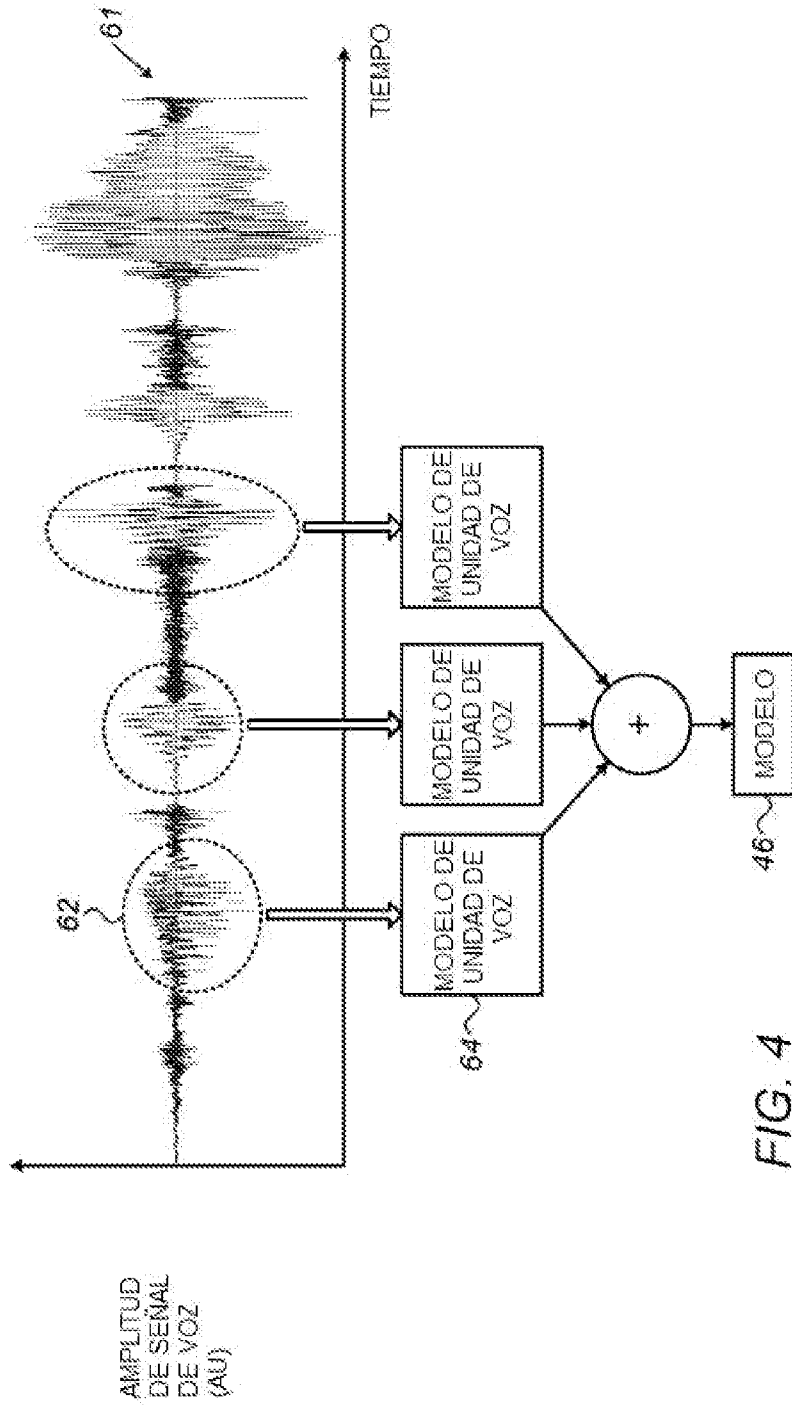 AMPLITUD
DE SEÑAL
DE VOZ
(AU)
61
62
TIEMPO
MODELO DE
UNIDAD DE
VOZ
MODELO DE
UNIDAD DE
VOZ
MODELO DE
UNIDAD DE
VOZ
64
+
46
MODELO
FIG. 4